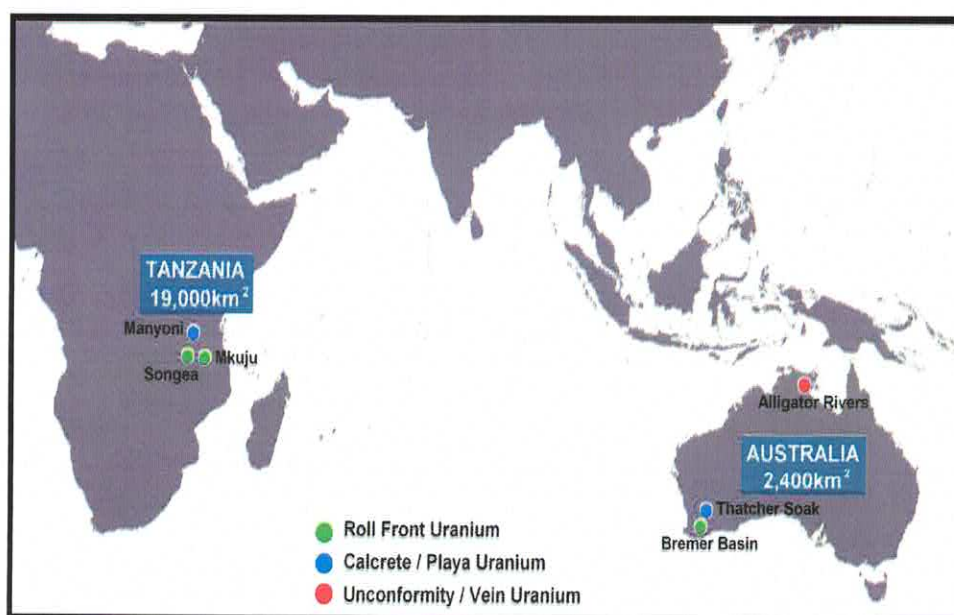 TANZANIA
19,000km²
Manyoni
Mkuju
Songea
Alligator Rivers
AUSTRALIA
2,400km²
Thatcher Soak
Bremer Basin
Roll Front Uranium
Calcrete / Playa Uranium
Unconformity / Vein Uranium